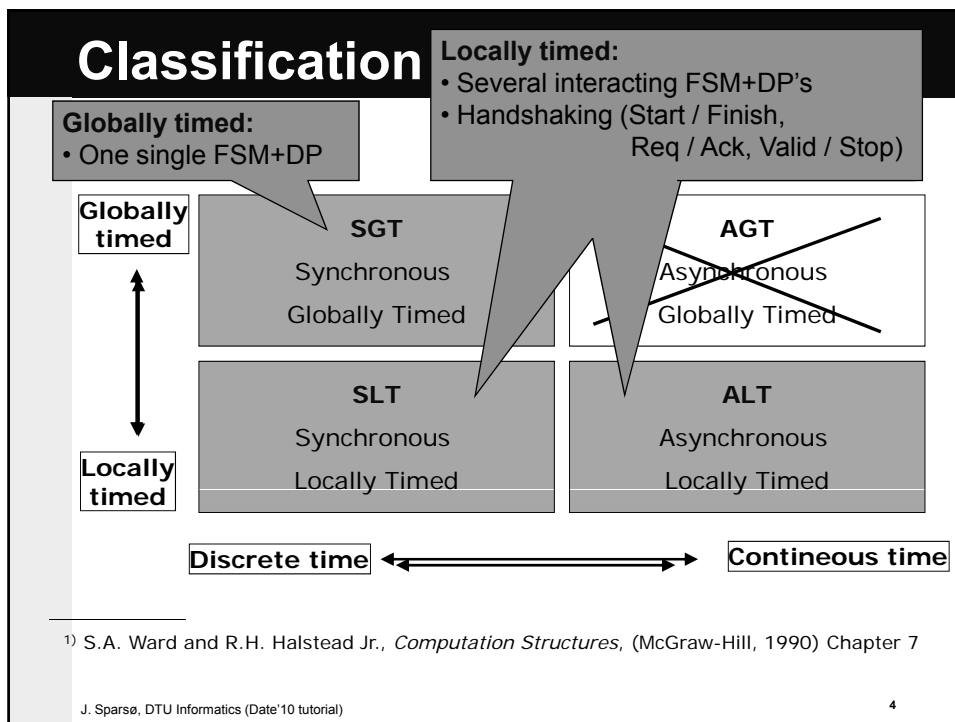 Classification
Locally timed:
• Several interacting FSM+DP's
• Handshaking (Start / Finish,
Req / Ack, Valid / Stop)
Globally timed:
• One single FSM+DP
Globally
timed
SGT
Synchronous
Globally Timed
AGT
Asynchronous
Globally Timed
SLT
Synchronous
Locally Timed
ALT
Asynchronous
Locally Timed
Locally
timed
Discrete time
Contineous time
1) S.A. Ward and R.H. Halstead Jr., Computation Structures, (McGraw-Hill, 1990) Chapter 7
J. Sparsø, DTU Informatics (Date'10 tutorial)
4